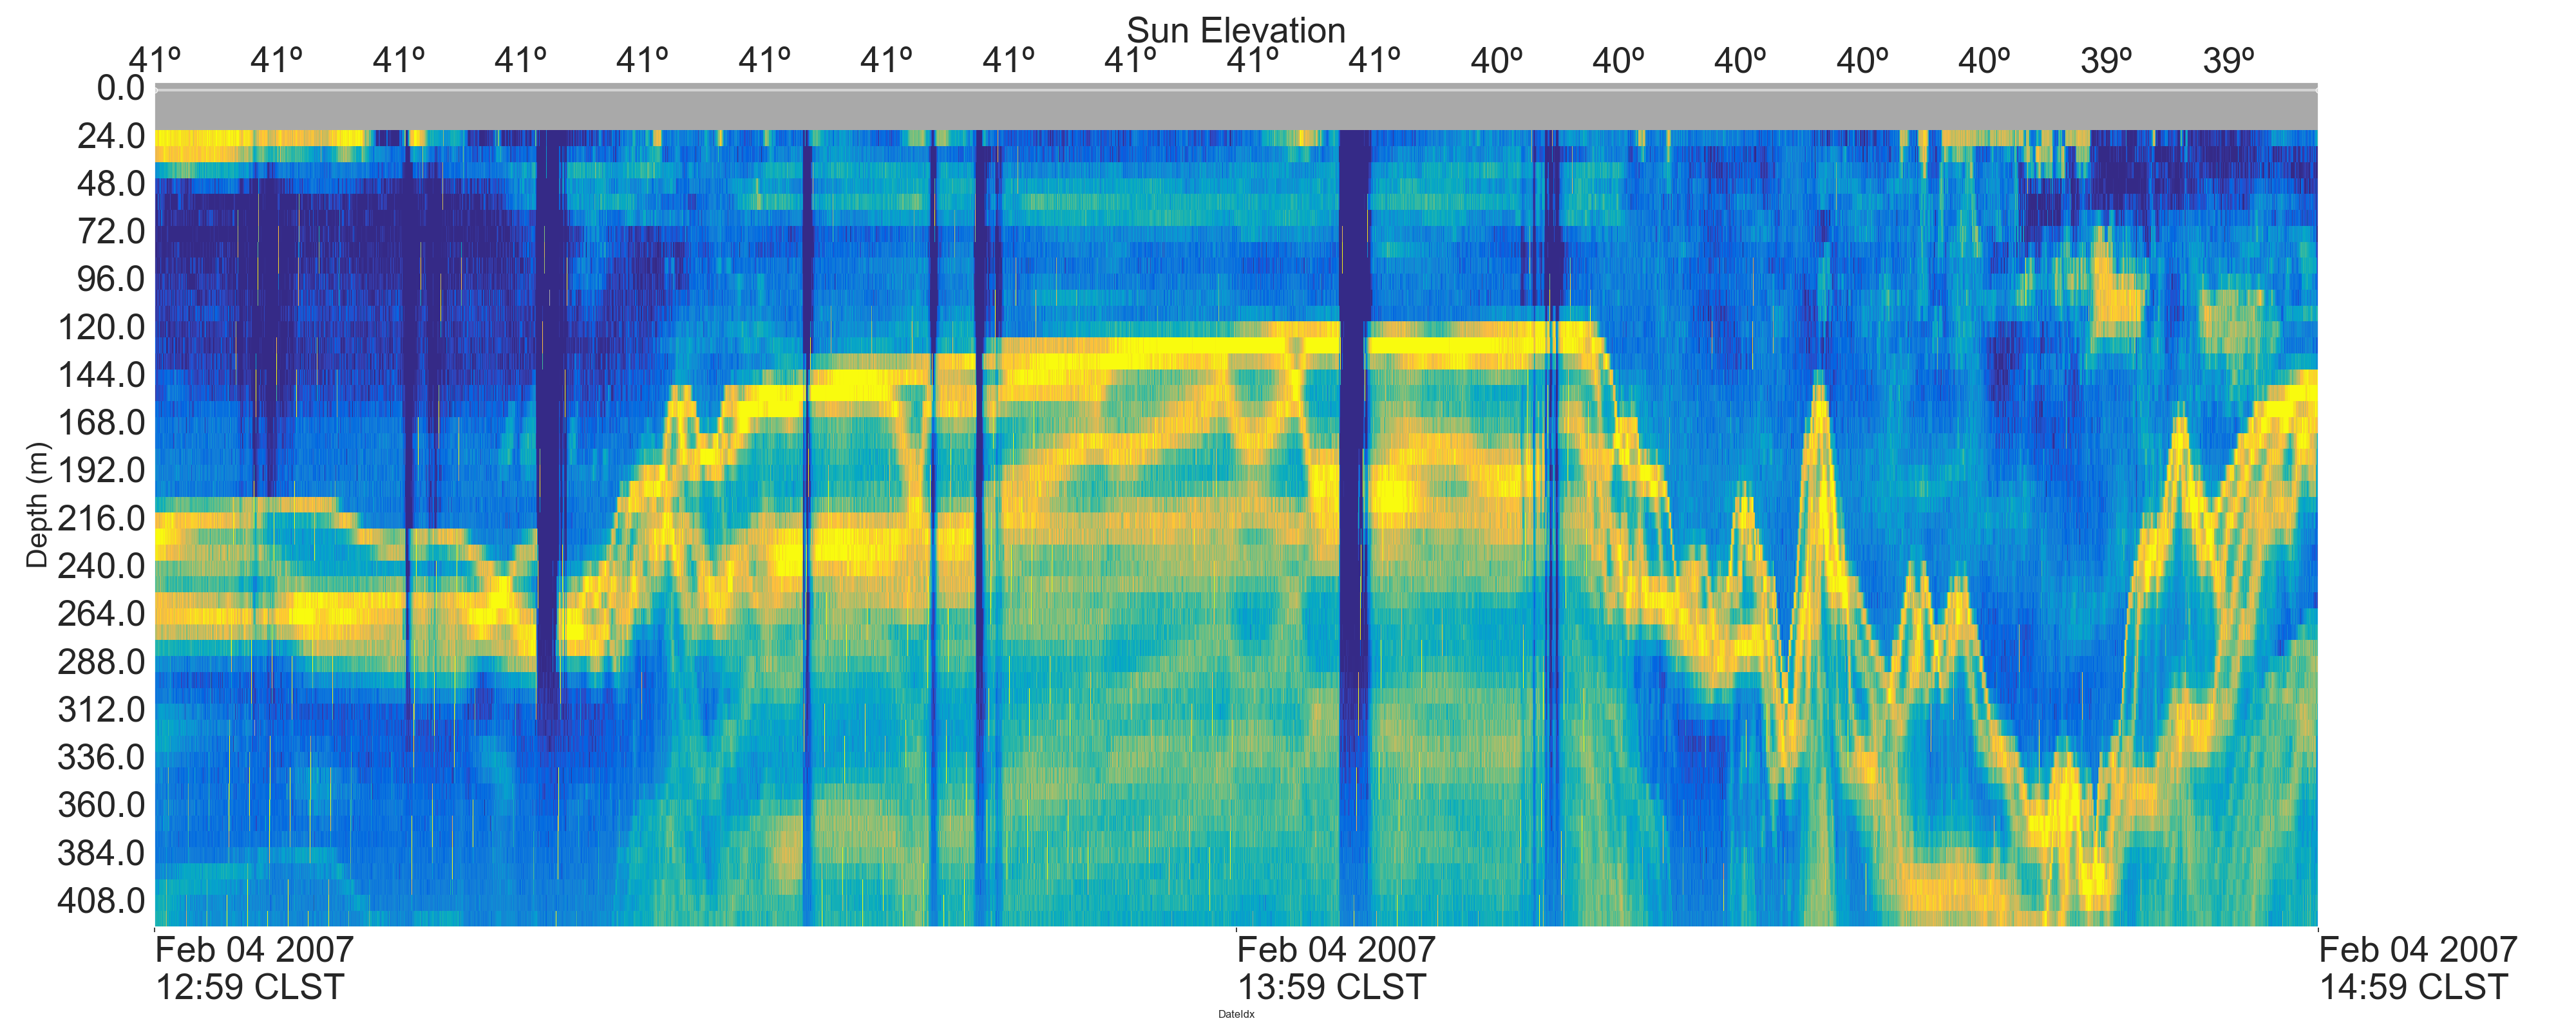 Sun Elevation
41º 41º 41º 41º 41º 41º 41º 41º 41º 41º 41º 40º 40º 40º 40º 40º 39º 39º
0.0
24.0
48.0
72.0
96.0
120.0
144.0
168.0
192.0
216.0
240.0
264.0
288.0
312.0
336.0
360.0
384.0
408.0
Depth (m)
Feb 04 2007
12:59 CLST
Feb 04 2007
13:59 CLST
Feb 04 2007
14:59 CLST
DateIdx